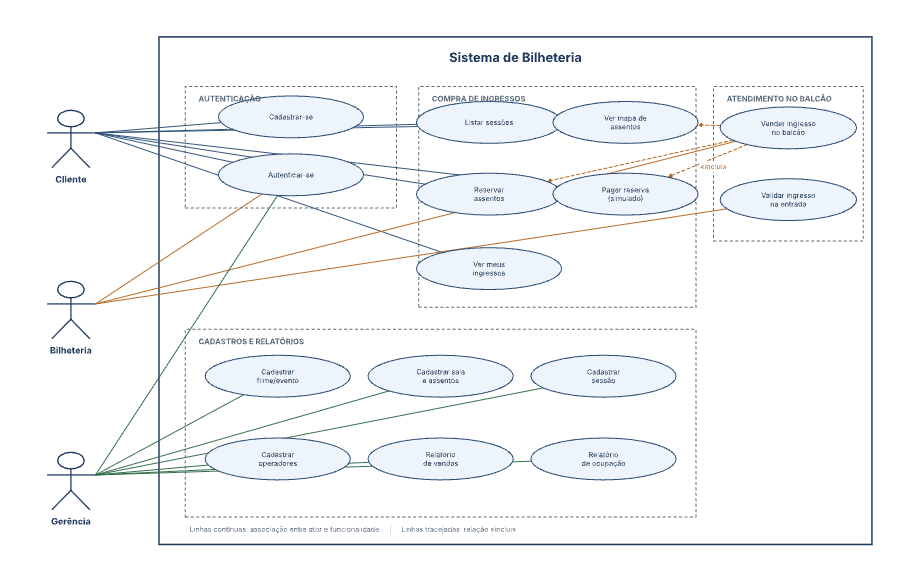 Sistema de Bilheteria
AUTENTICAÇÃO
COMPRA DE INGRESSOS
ATENDIMENTO NO BALCÃO
Cadastrar-se
Listar sessões
Ver mapa de
assentos
Vender ingresso
no balcão
Cliente
«inclui»
Autenticar-se
Reservar
assentos
Pagar reserva
(simulado)
Validar ingresso
na entrada
Ver meus
ingressos
Bilheteria
CADASTROS E RELATÓRIOS
Cadastrar
filme/evento
Cadastrar sala
e assentos
Cadastrar
sessão
Cadastrar
operadores
Relatório
de vendas
Relatório
de ocupação
Gerência
Linhas contínuas: associação entre ator e funcionalidade | Linhas tracejadas: relação «inclui»